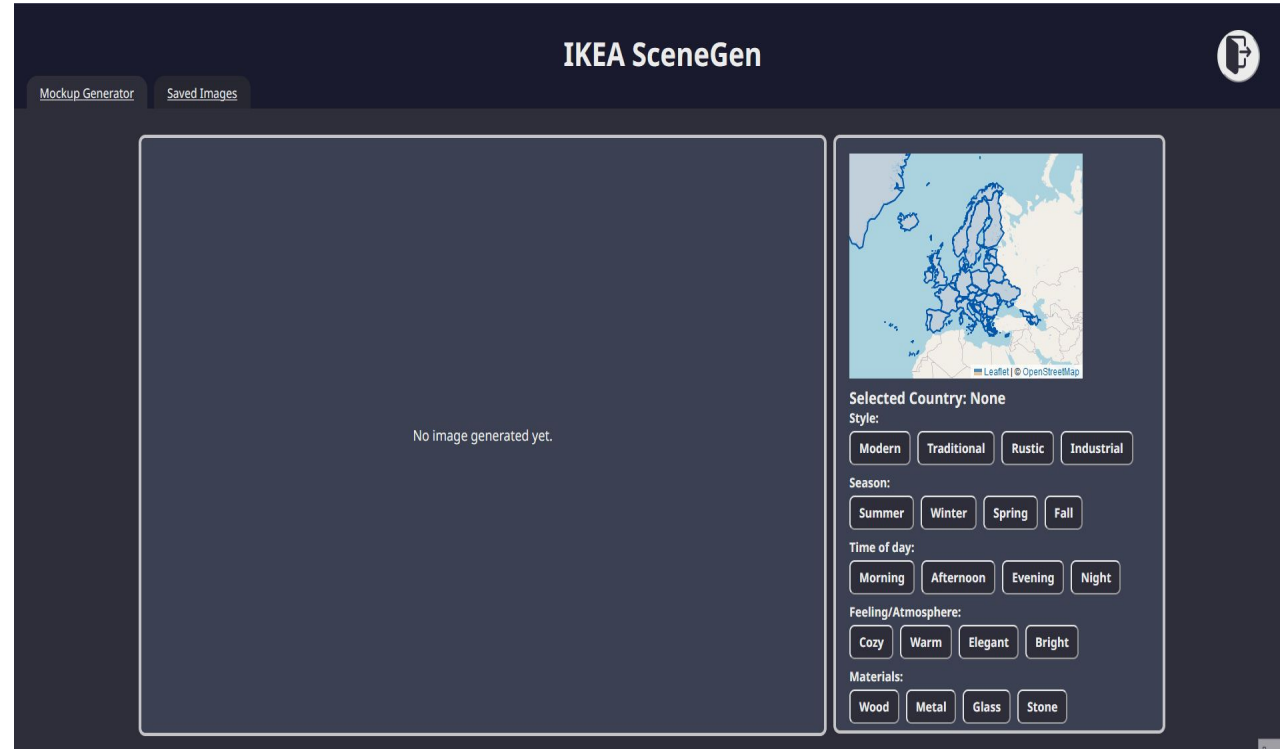 IKEA SceneGen
Mockup Generator
Saved Images
No image generated yet.
Leaflet | © OpenStreetMap
Selected Country: None
Style:
Modern Traditional Rustic Industrial
Season:
Summer Winter Spring Fall
Time of day:
Morning Afternoon Evening Night
Feeling/Atmosphere:
Cozy Warm Elegant Bright
Materials:
Wood Metal Glass Stone